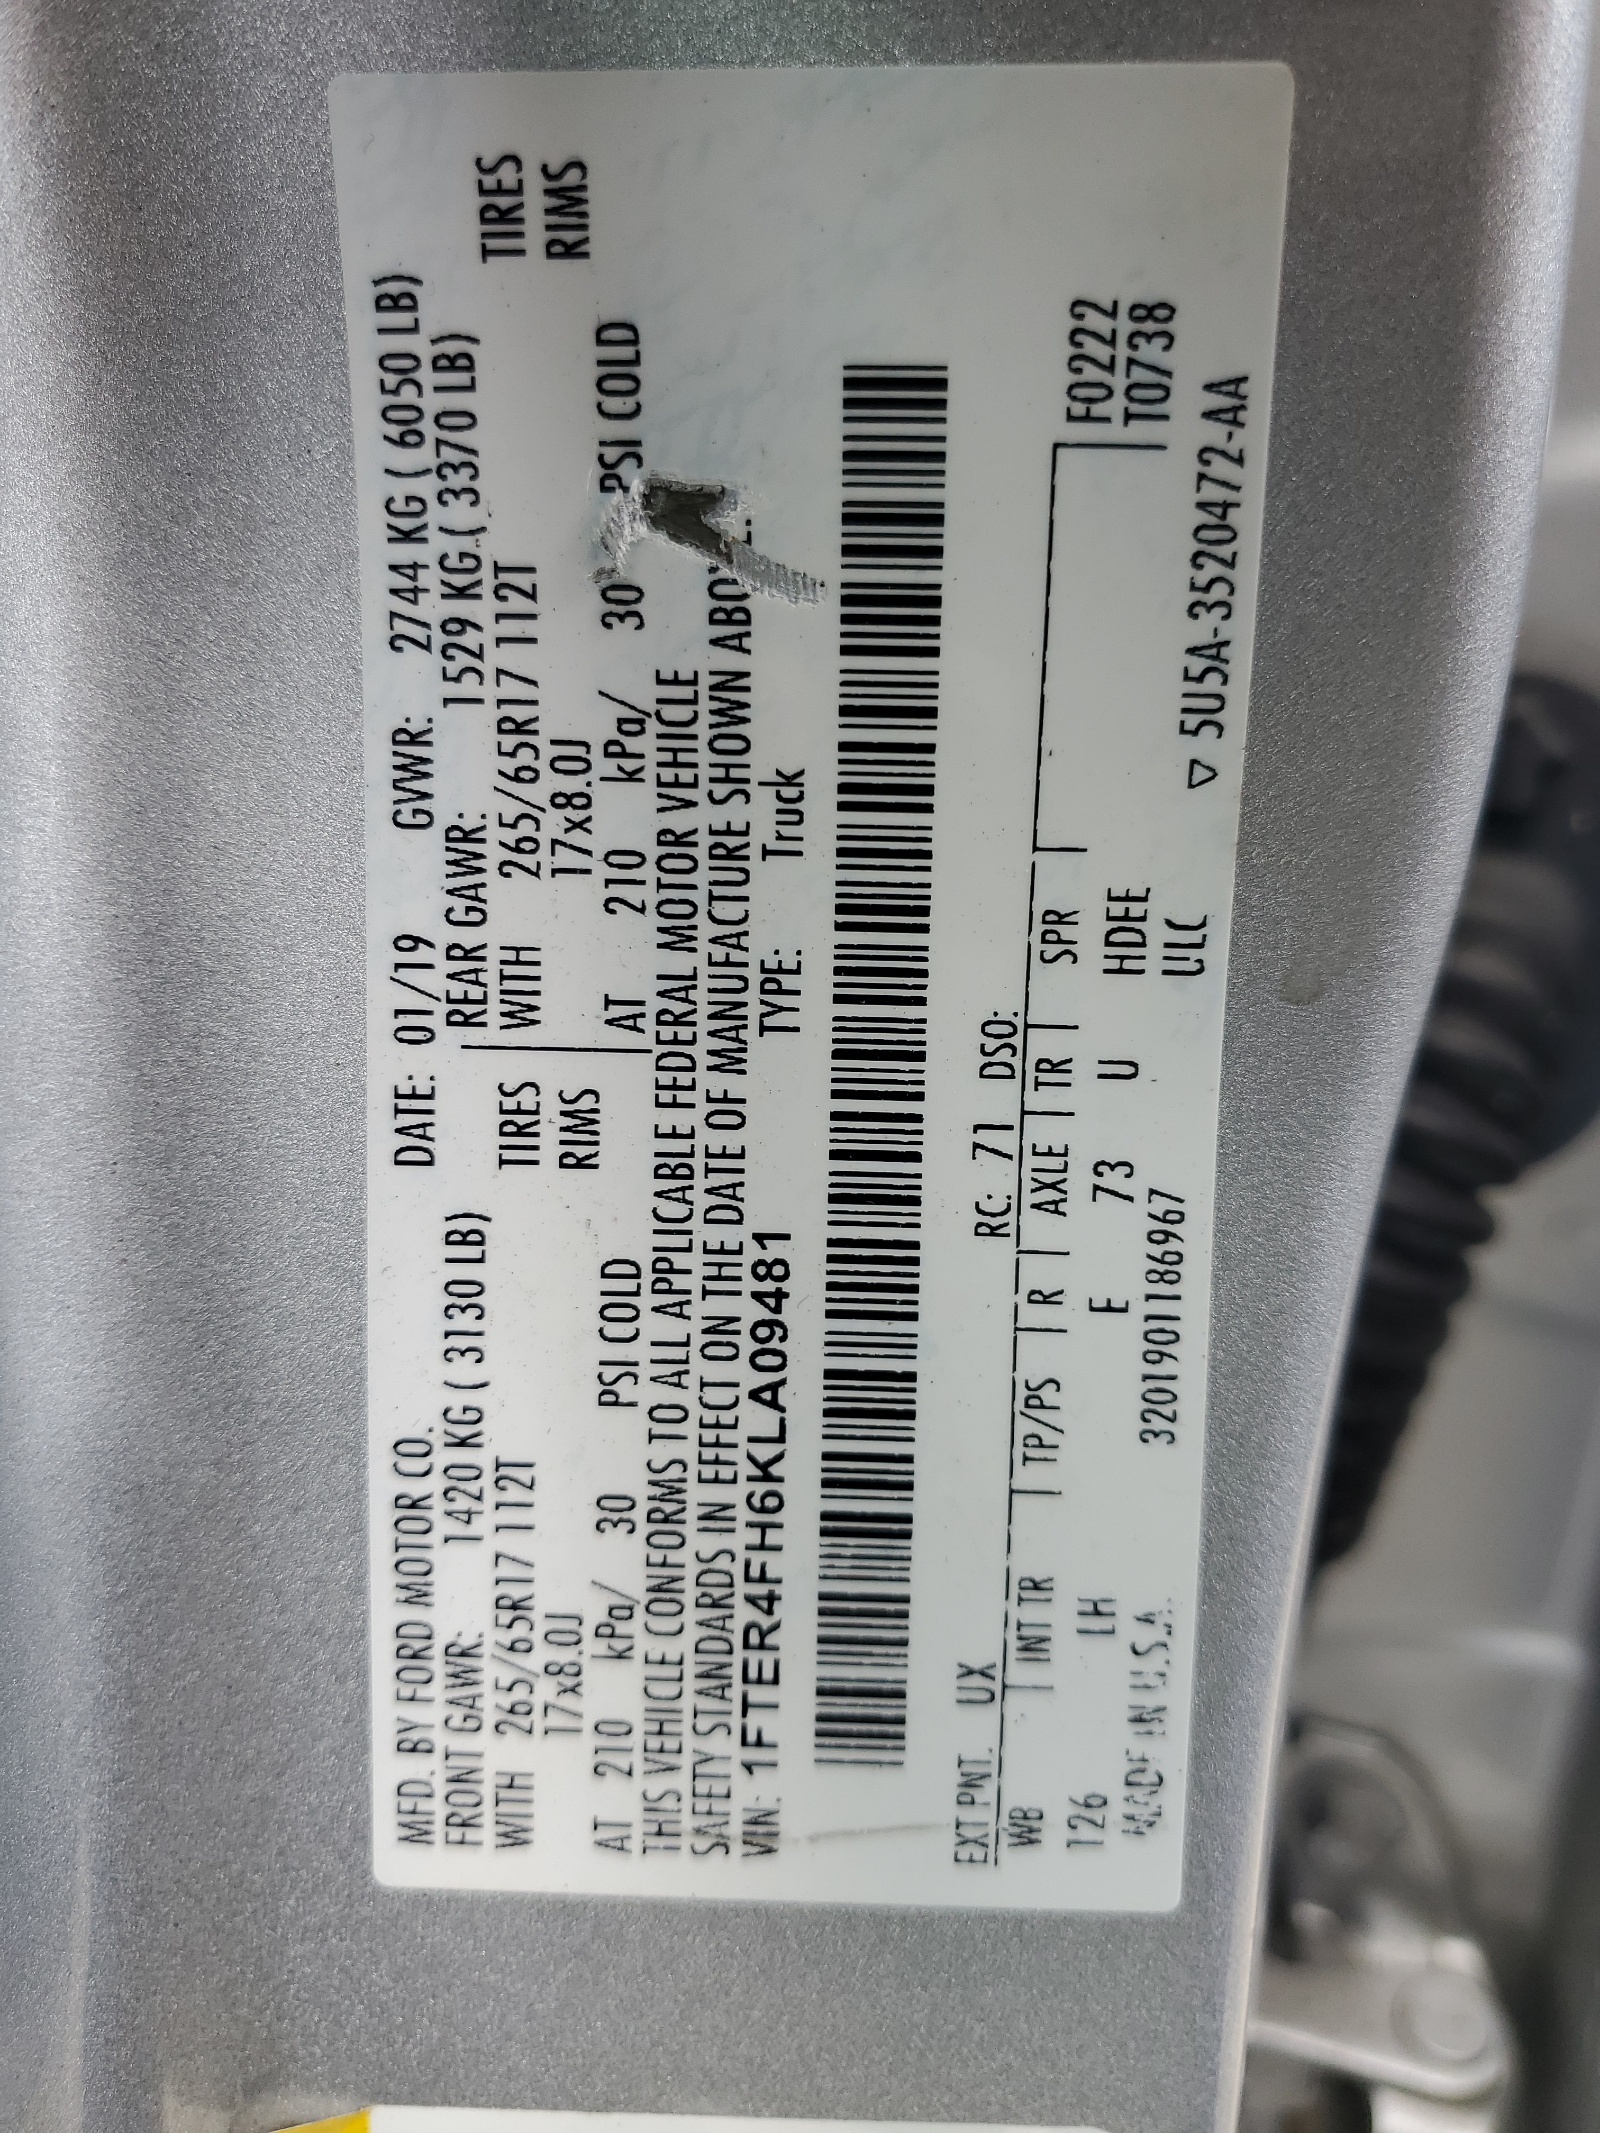 MFD. BY FORD MOTOR CO. DATE: 01/19 GVWR: 2744 KG ( 6050 LB)
FRONT GAWR: 1420 KG ( 3130 LB) REAR GAWR: 1529 KG ( 3370 LB)
WITH 265/65R17 112T TIRES WITH 265/65R17 112T TIRES
17x8.0J RIMS 17x8.0J RIMS
AT 210 kPa/ 30 PSI COLD AT 210 kPa/ 30 PSI COLD
THIS VEHICLE CONFORMS TO ALL APPLICABLE FEDERAL MOTOR VEHICLE
SAFETY STANDARDS IN EFFECT ON THE DATE OF MANUFACTURE SHOWN ABOVE.
VIN: 1FTER4FH6KLA09481 TYPE: Truck
EXT PNT. UX RC: 71 DSO:
WB INT TR TP/PS R AXLE TR SPR F0222
126 LH E 73 U HDEE T0738
MADE IN U.S.A. 3201901186967 ULC
▽ 5U5A-3520472-AA